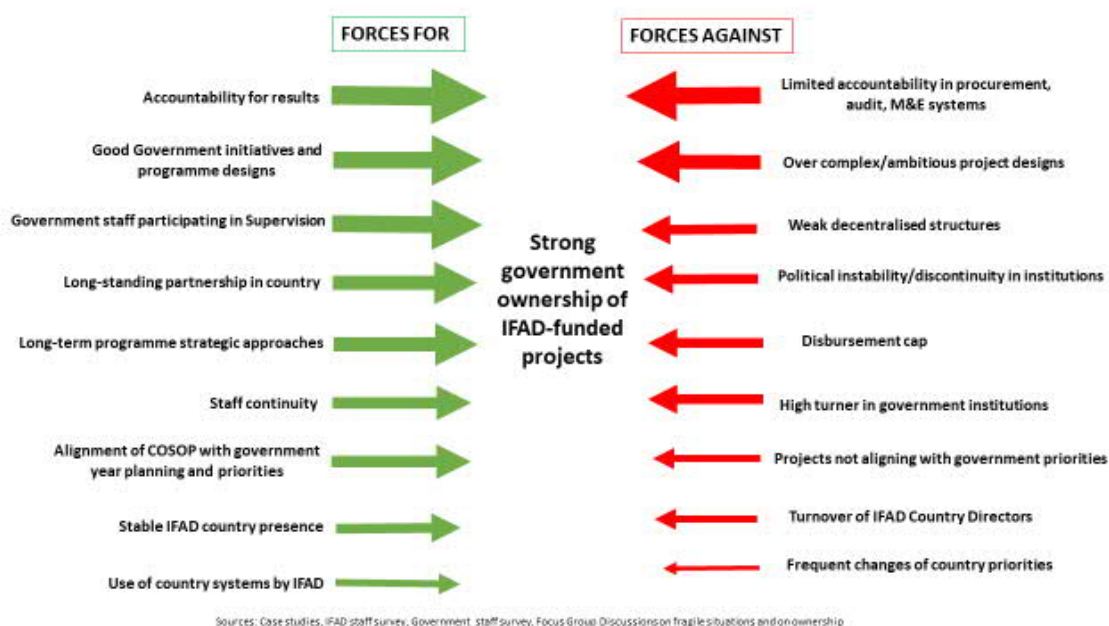 FORCES FOR
FORCES AGAINST
Accountability for results
Limited accountability in procurement,
audit, M&E systems
Good Government initiatives and
programme designs
Over complex/ambitious project designs
Government staff participating in Supervision
Weak decentralised structures
Strong
government
ownership of
IFAD-funded
projects
Long-standing partnership in country
Political instability/discontinuity in institutions
Long-term programme strategic approaches
Disbursement cap
Staff continuity
High turner in government institutions
Alignment of COSOP with government
year planning and priorities
Projects not aligning with government priorities
Stable IFAD country presence
Turnover of IFAD Country Directors
Use of country systems by IFAD
Frequent changes of country priorities
Sources: Case studies, IFAD staff survey, Government staff survey, Focus Group Discussions on fragile situations and on ownership